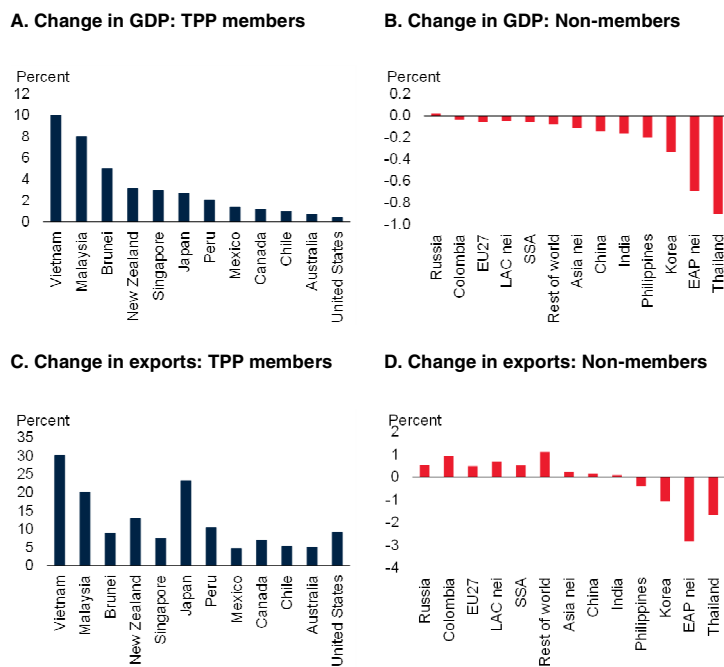 A. Change in GDP: TPP members
Percent
12
10
8
6
4
2
0
Vietnam
Malaysia
Brunei
New Zealand
Singapore
Japan
Peru
Mexico
Canada
Chile
Australia
United States
B. Change in GDP: Non-members
Percent
0.2
0.0
-0.2
-0.4
-0.6
-0.8
-1.0
Russia
Colombia
EU27
LAC nei
SSA
Rest of world
Asia nei
China
India
Philippines
Korea
EAP nei
Thailand
C. Change in exports: TPP members
Percent
35
30
25
20
15
10
5
0
Vietnam
Malaysia
Brunei
New Zealand
Singapore
Japan
Peru
Mexico
Canada
Chile
Australia
United States
D. Change in exports: Non-members
Percent
2
1
0
-1
-2
-3
-4
Russia
Colombia
EU27
LAC nei
SSA
Rest of world
Asia nei
China
India
Philippines
Korea
EAP nei
Thailand